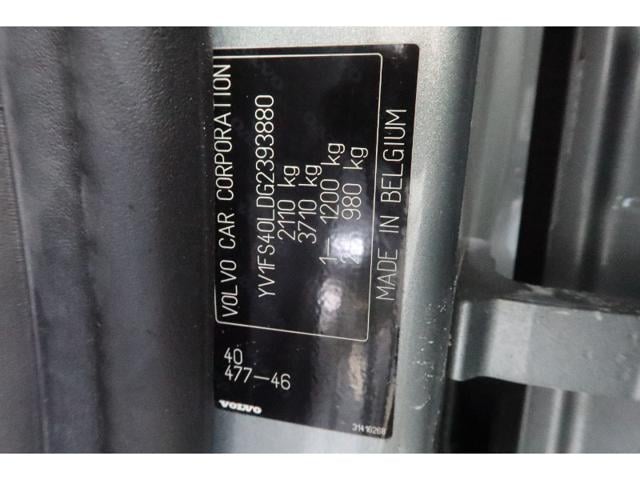 VOLVO CAR CORPORATION
YV1FS40LDG2393880
2110 kg
3710 kg
1- 1200 kg
2- 980 kg
MADE IN BELGIUM
40
477-46
VOLVO
31416268